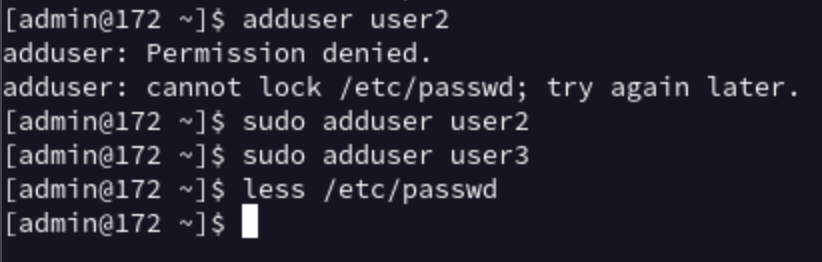 [admin@172 ~]$ adduser user2
adduser: Permission denied.
adduser: cannot lock /etc/passwd; try again later.
[admin@172 ~]$ sudo adduser user2
[admin@172 ~]$ sudo adduser user3
[admin@172 ~]$ less /etc/passwd
[admin@172 ~]$